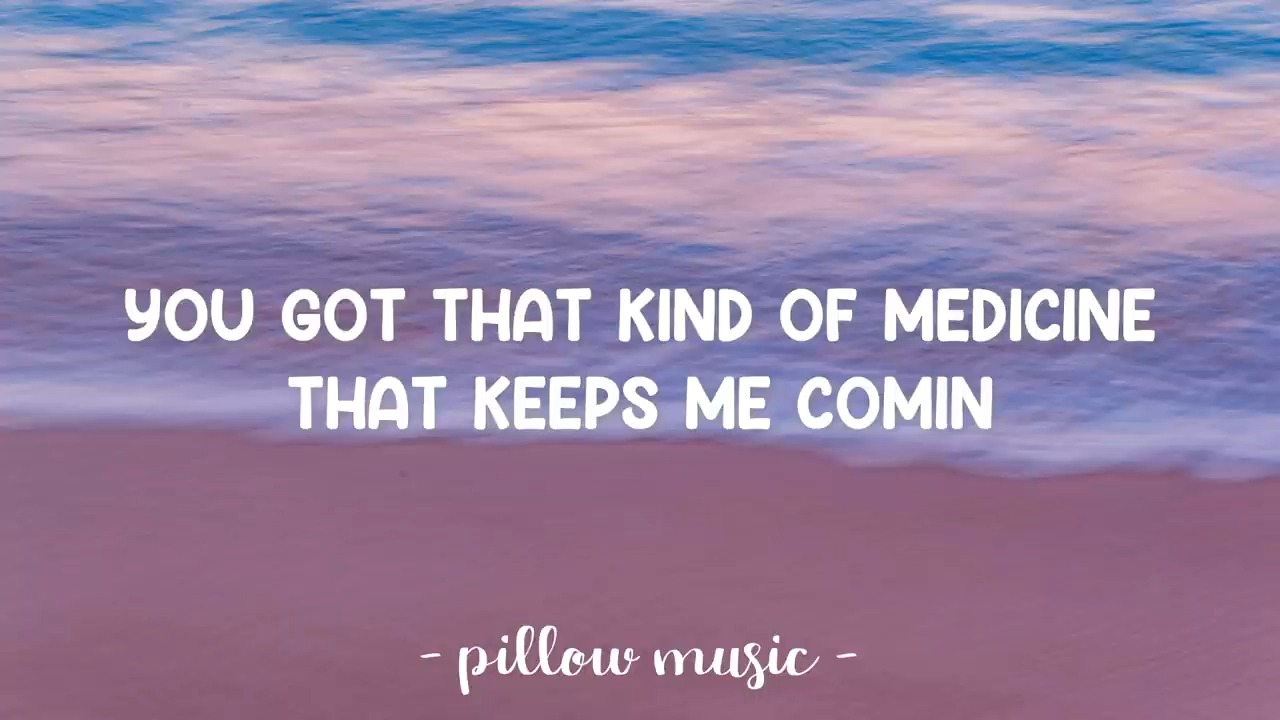 YOU GOT THAT KIND OF MEDICINE
THAT KEEPS ME COMIN
- pillow music -